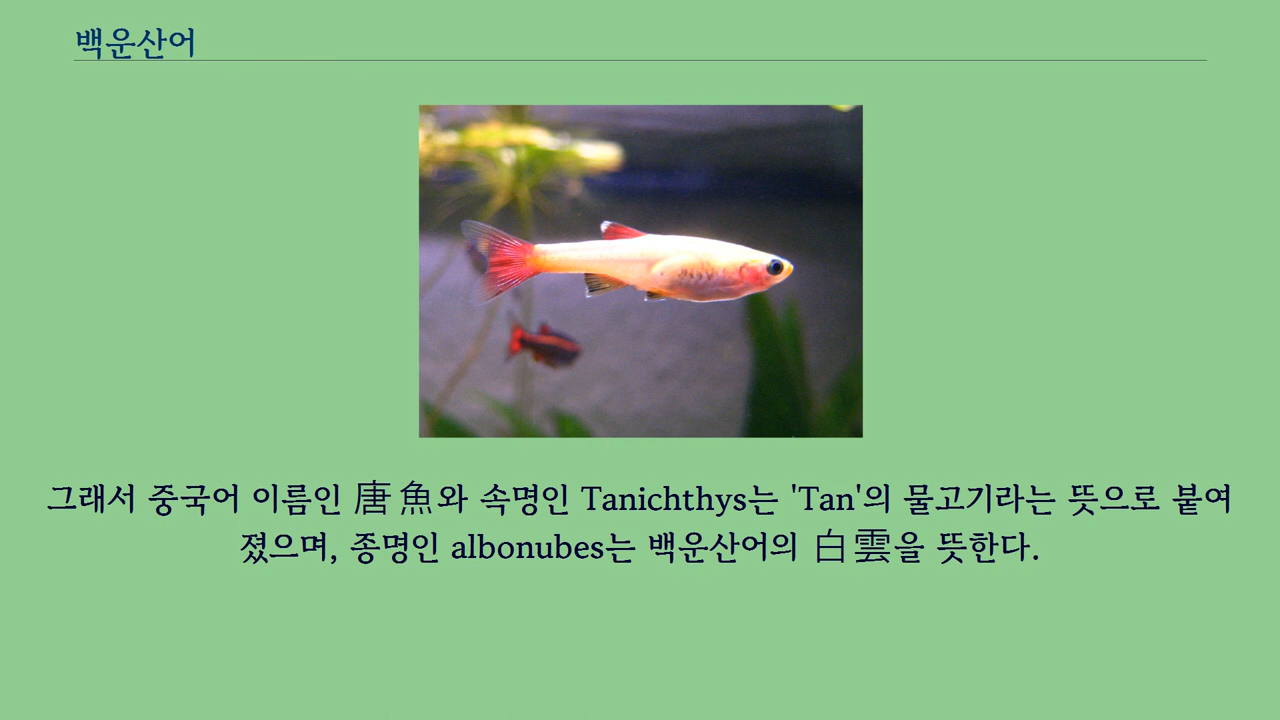 백운산어
그래서 중국어 이름인 唐魚와 속명인 Tanichthys는 'Tan'의 물고기라는 뜻으로 붙여
졌으며, 종명인 albonubes는 백운산어의 白雲을 뜻한다.